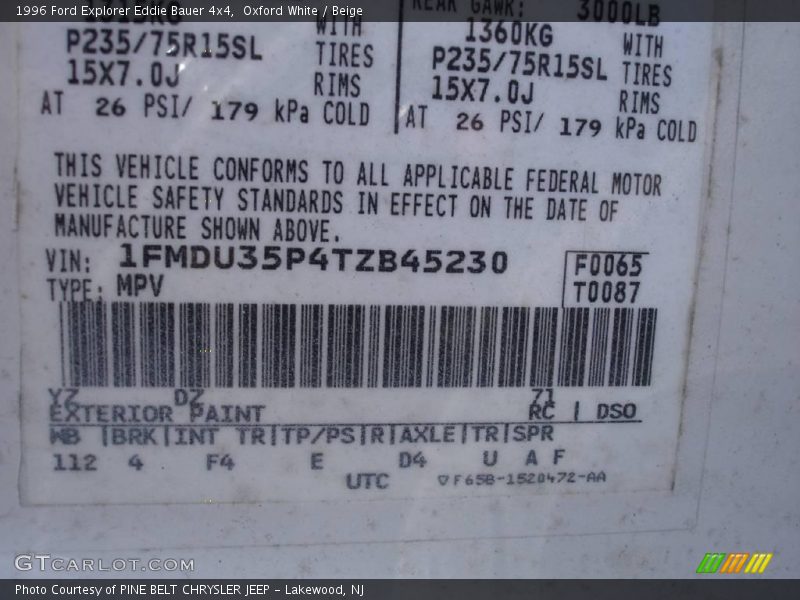 1996 Ford Explorer Eddie Bauer 4x4, Oxford White / Beige
REAR GAWR: 3000LB
WITH 1360KG WITH
P235/75R15SL TIRES P235/75R15SL TIRES
15X7.0J RIMS 15X7.0J RIMS
AT 26 PSI/ 179 kPa COLD AT 26 PSI/ 179 kPa COLD
THIS VEHICLE CONFORMS TO ALL APPLICABLE FEDERAL MOTOR
VEHICLE SAFETY STANDARDS IN EFFECT ON THE DATE OF
MANUFACTURE SHOWN ABOVE.
VIN: 1FMDU35P4TZB45230 F0065
TYPE: MPV T0087
YZ DZ 71
EXTERIOR PAINT RC | DSO
WB |BRK|INT TR|TP/PS|R|AXLE|TR|SPR
112 4 F4 E D4 U A F
UTC ▽F65B-1520472-AA
GTCARLOT.COM
Photo Courtesy of PINE BELT CHRYSLER JEEP - Lakewood, NJ